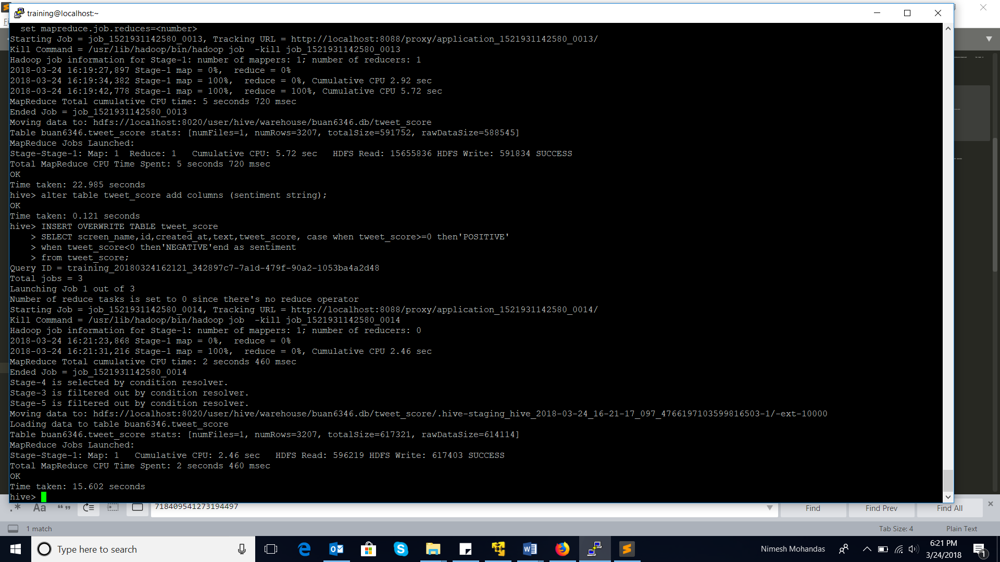 training@localhost:~
  set mapreduce.job.reduces=<number>
Starting Job = job_1521931142580_0013, Tracking URL = http://localhost:8088/proxy/application_1521931142580_0013/
Kill Command = /usr/lib/hadoop/bin/hadoop job  -kill job_1521931142580_0013
Hadoop job information for Stage-1: number of mappers: 1; number of reducers: 1
2018-03-24 16:19:27,897 Stage-1 map = 0%,  reduce = 0%
2018-03-24 16:19:34,382 Stage-1 map = 100%,  reduce = 0%, Cumulative CPU 2.92 sec
2018-03-24 16:19:42,778 Stage-1 map = 100%,  reduce = 100%, Cumulative CPU 5.72 sec
MapReduce Total cumulative CPU time: 5 seconds 720 msec
Ended Job = job_1521931142580_0013
Moving data to: hdfs://localhost:8020/user/hive/warehouse/buan6346.db/tweet_score
Table buan6346.tweet_score stats: [numFiles=1, numRows=3207, totalSize=591752, rawDataSize=588545]
MapReduce Jobs Launched:
Stage-Stage-1: Map: 1  Reduce: 1   Cumulative CPU: 5.72 sec   HDFS Read: 15655836 HDFS Write: 591834 SUCCESS
Total MapReduce CPU Time Spent: 5 seconds 720 msec
OK
Time taken: 22.985 seconds
hive> alter table tweet_score add columns (sentiment string);
OK
Time taken: 0.121 seconds
hive> INSERT OVERWRITE TABLE tweet_score
    > SELECT screen_name,id,created_at,text,tweet_score, case when tweet_score>=0 then'POSITIVE'
    > when tweet_score<0 then'NEGATIVE'end as sentiment
    > from tweet_score;
Query ID = training_20180324162121_342897c7-7a1d-479f-90a2-1053ba4a2d48
Total jobs = 3
Launching Job 1 out of 3
Number of reduce tasks is set to 0 since there's no reduce operator
Starting Job = job_1521931142580_0014, Tracking URL = http://localhost:8088/proxy/application_1521931142580_0014/
Kill Command = /usr/lib/hadoop/bin/hadoop job  -kill job_1521931142580_0014
Hadoop job information for Stage-1: number of mappers: 1; number of reducers: 0
2018-03-24 16:21:23,868 Stage-1 map = 0%,  reduce = 0%
2018-03-24 16:21:31,216 Stage-1 map = 100%,  reduce = 0%, Cumulative CPU 2.46 sec
MapReduce Total cumulative CPU time: 2 seconds 460 msec
Ended Job = job_1521931142580_0014
Stage-4 is selected by condition resolver.
Stage-3 is filtered out by condition resolver.
Stage-5 is filtered out by condition resolver.
Moving data to: hdfs://localhost:8020/user/hive/warehouse/buan6346.db/tweet_score/.hive-staging_hive_2018-03-24_16-21-17_097_4766197103599816503-1/-ext-10000
Loading data to table buan6346.tweet_score
Table buan6346.tweet_score stats: [numFiles=1, numRows=3207, totalSize=617321, rawDataSize=614114]
MapReduce Jobs Launched:
Stage-Stage-1: Map: 1   Cumulative CPU: 2.46 sec   HDFS Read: 596219 HDFS Write: 617403 SUCCESS
Total MapReduce CPU Time Spent: 2 seconds 460 msec
OK
Time taken: 15.602 seconds
hive>
.* Aa “” 718409541273194497 Find Find Prev Find All
1 match Tab Size: 4 Plain Text
Type here to search Nimesh Mohandas 6:21 PM
3/24/2018 1